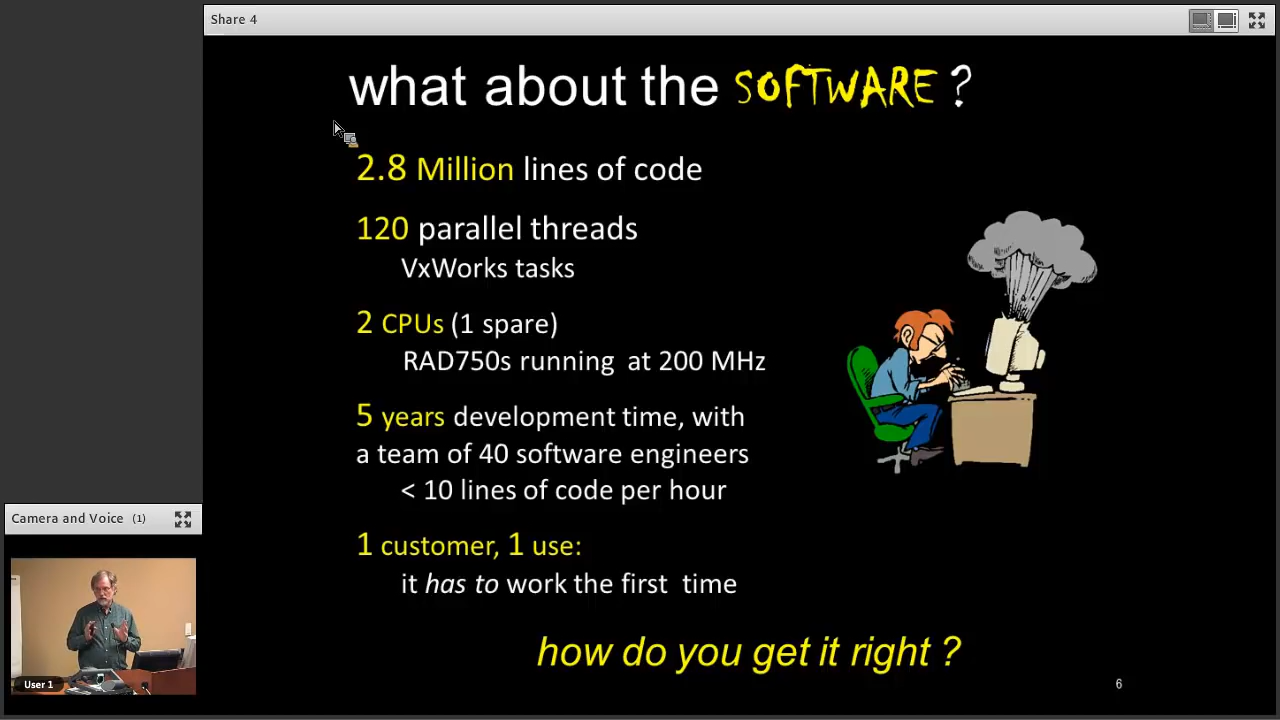 Share 4
what about the SOFTWARE ?
2.8 Million lines of code
120 parallel threads
VxWorks tasks
2 CPUs (1 spare)
RAD750s running at 200 MHz
5 years development time, with
a team of 40 software engineers
< 10 lines of code per hour
1 customer, 1 use:
it has to work the first time
how do you get it right ?
6
Camera and Voice (1)
User 1